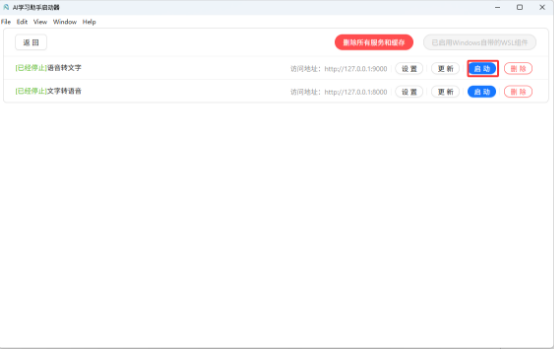 AI学习助手启动器
File Edit View Window Help
返 回 删除所有服务和缓存 已启用Windows自带的WSL组件
[已经停止]语音转文字 访问地址：http://127.0.0.1:9000 设 置 更 新 启 动 删 除
[已经停止]文字转语音 访问地址：http://127.0.0.1:8000 设 置 更 新 启 动 删 除